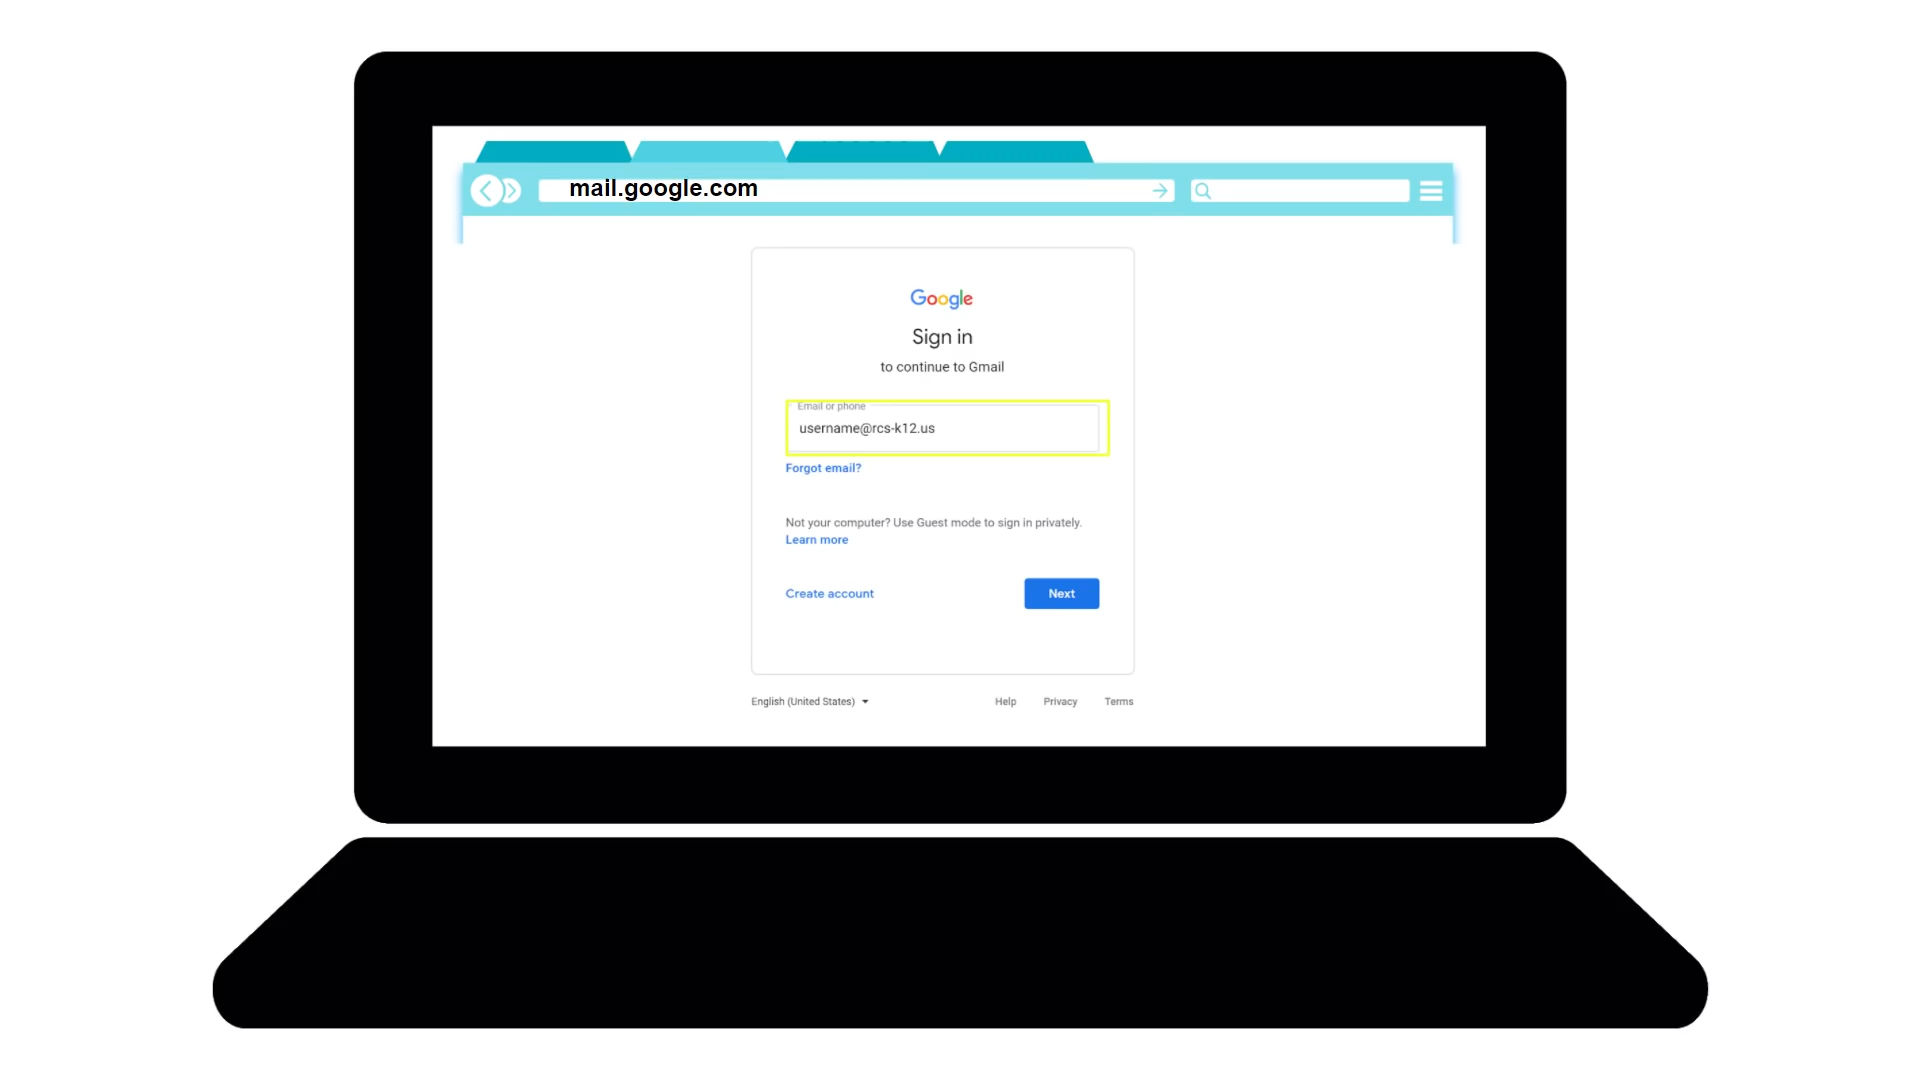 mail.google.com
Google
Sign in
to continue to Gmail
Email or phone
username@rcs-k12.us
Forgot email?
Not your computer? Use Guest mode to sign in privately.
Learn more
Create account
Next
English (United States)
Help Privacy Terms